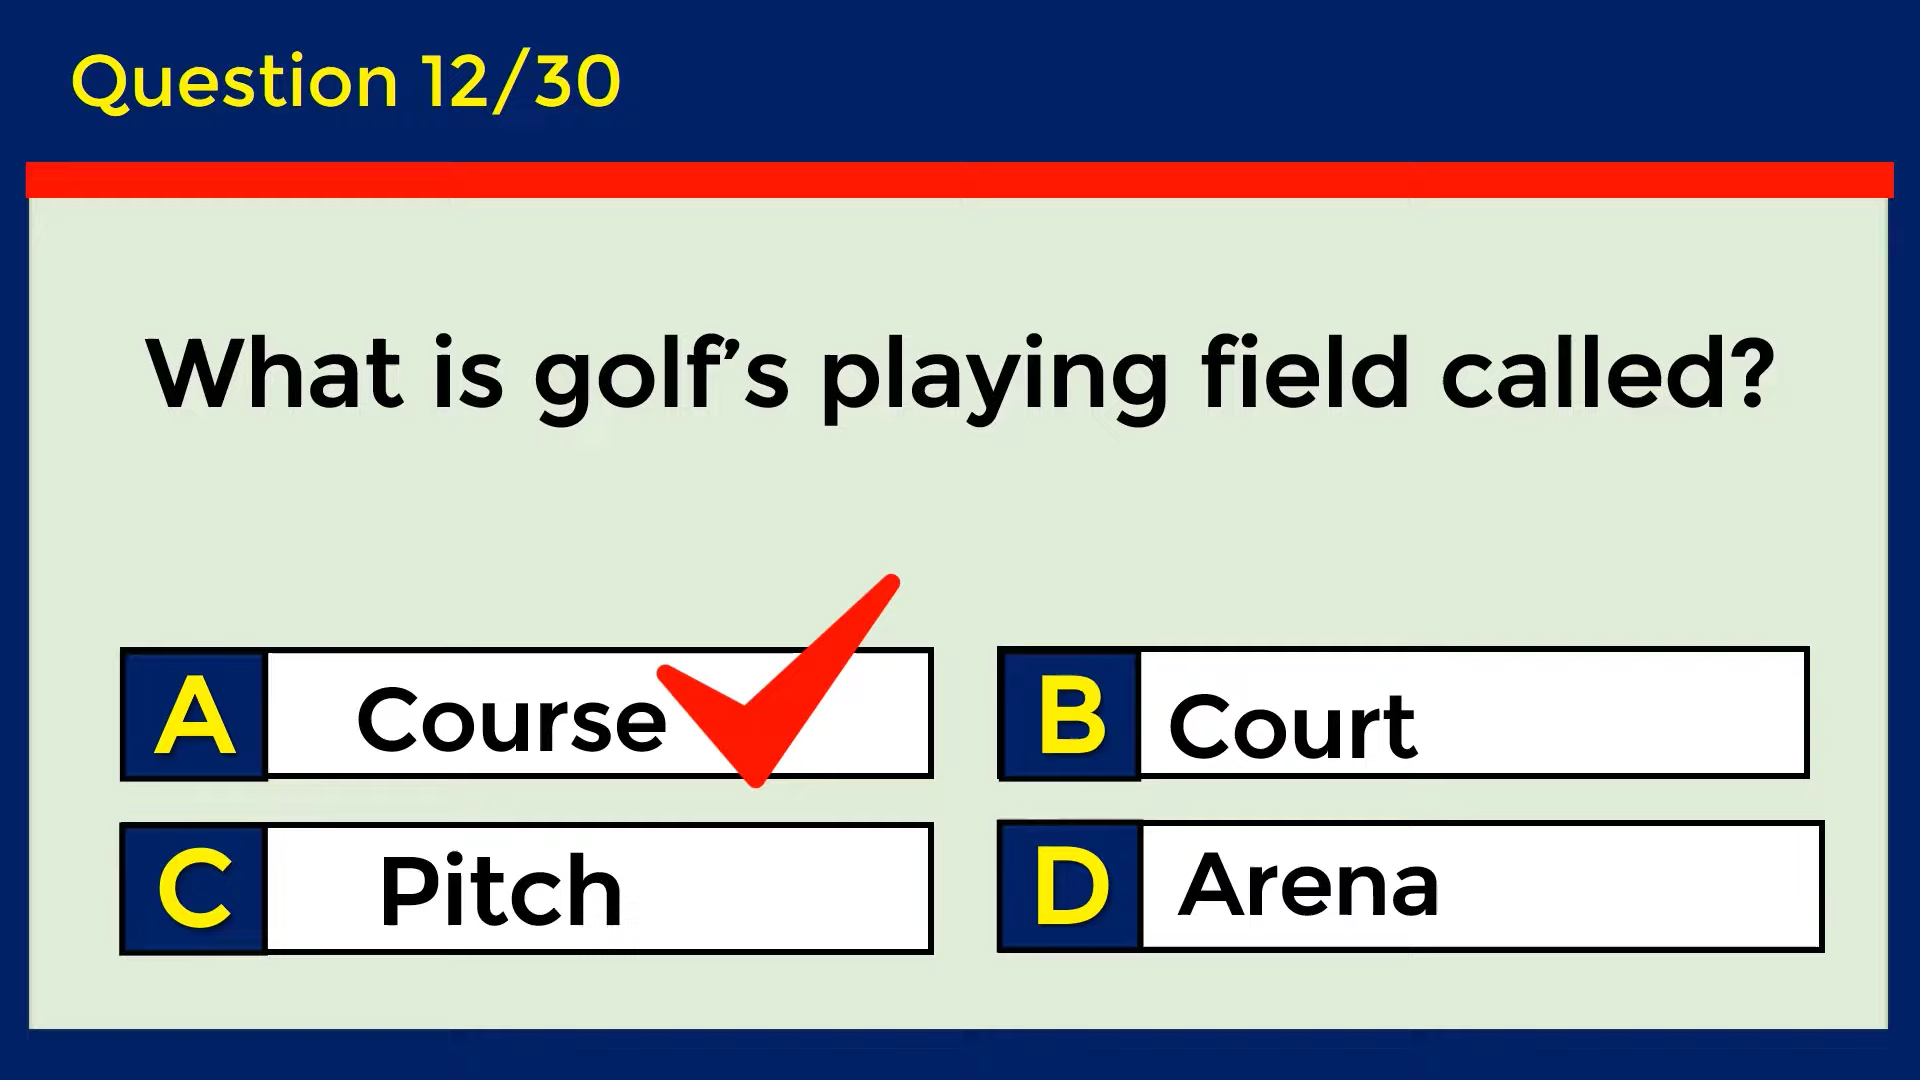 Question 12/30
What is golf’s playing field called?
A Course
B Court
C Pitch
D Arena